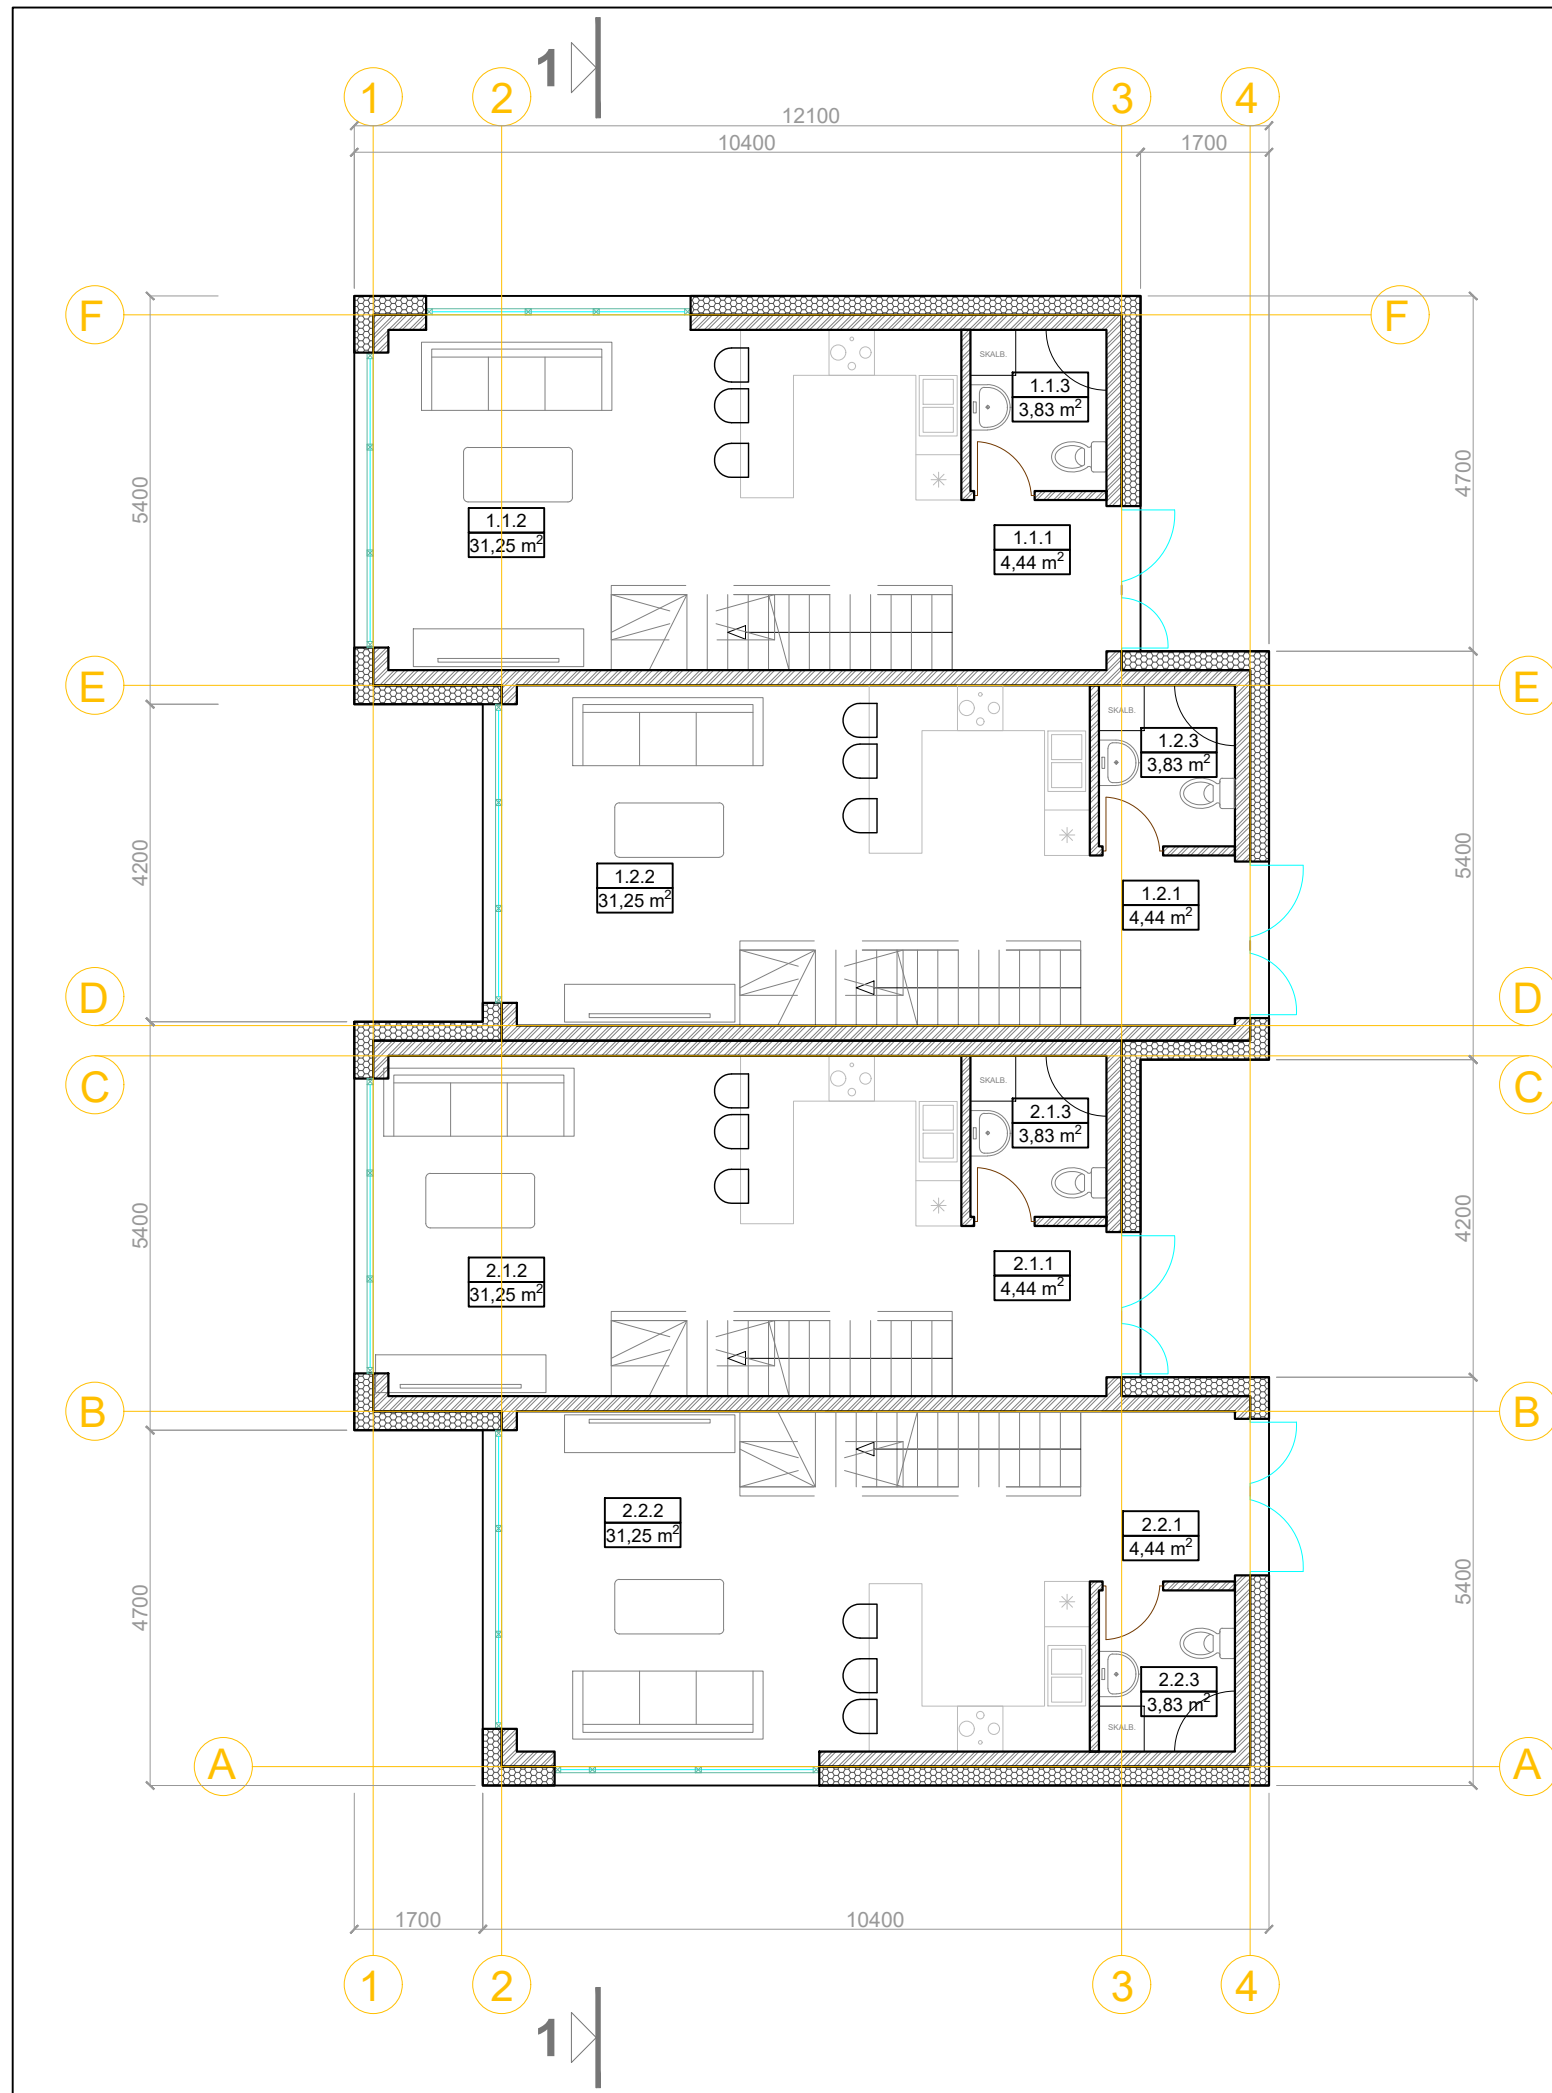 1
1
2
3
4
12100
10400
1700
F
F
SKALB.
1.1.3
3,83 m²
5400
4700
1.1.2
31,25 m²
1.1.1
4,44 m²
E
E
SKALB.
1.2.3
3,83 m²
4200
5400
1.2.2
31,25 m²
1.2.1
4,44 m²
D
D
C
C
SKALB.
2.1.3
3,83 m²
5400
4200
2.1.2
31,25 m²
2.1.1
4,44 m²
B
B
2.2.2
31,25 m²
2.2.1
4,44 m²
4700
5400
2.2.3
3,83 m²
SKALB.
A
A
1700
10400
1
2
3
4
1